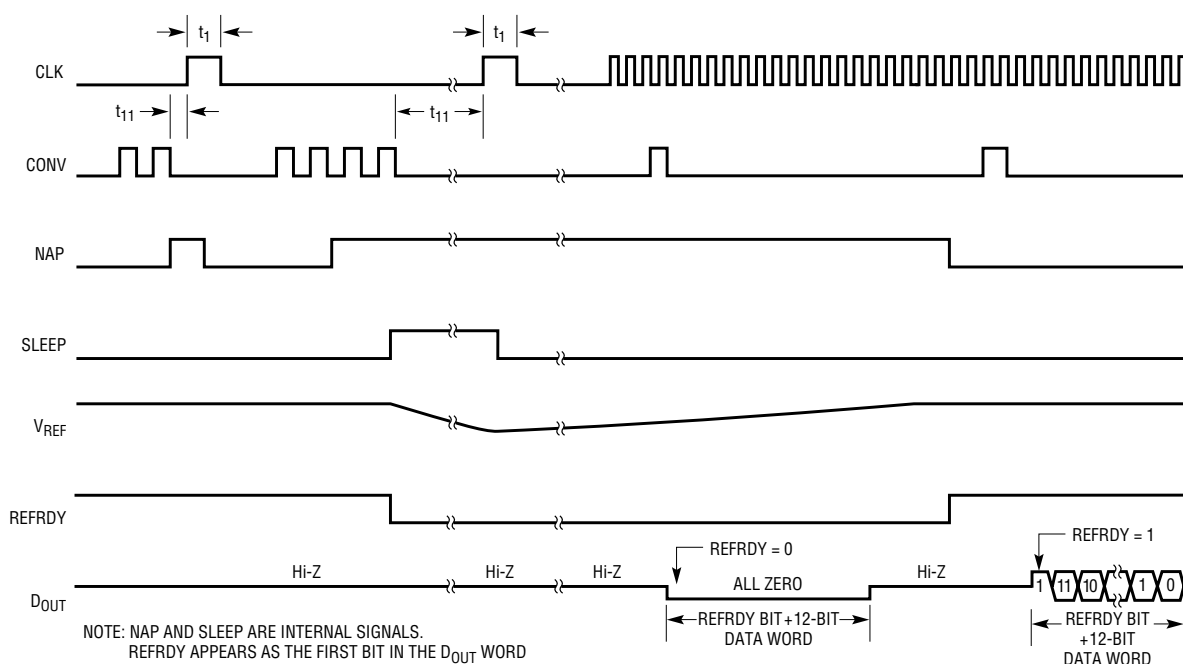 t1
t1
CLK
t11
t11
CONV
NAP
SLEEP
VREF
REFRDY
REFRDY = 0
REFRDY = 1
Hi-Z
Hi-Z
Hi-Z
ALL ZERO
Hi-Z
1 11 10 1 0
DOUT
REFRDY BIT +12-BIT
DATA WORD
REFRDY BIT
+12-BIT
DATA WORD
NOTE: NAP AND SLEEP ARE INTERNAL SIGNALS.
REFRDY APPEARS AS THE FIRST BIT IN THE DOUT WORD